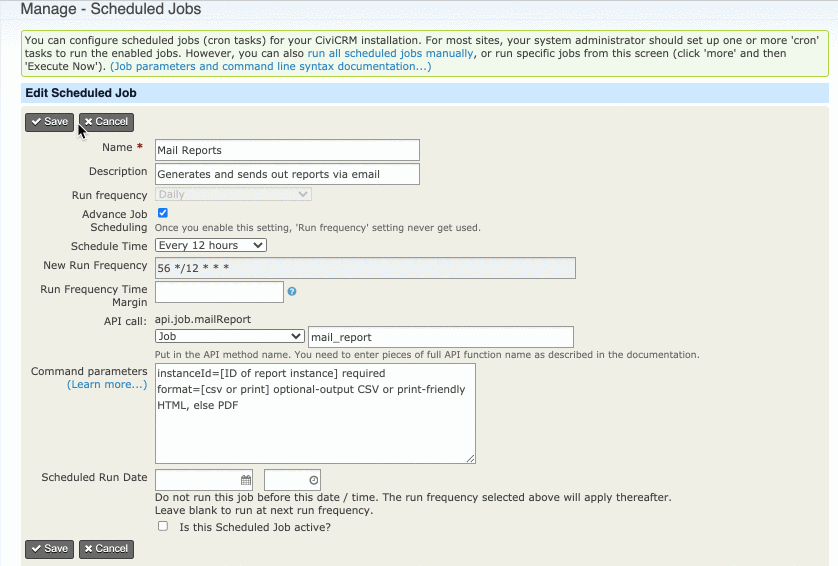 Manage - Scheduled Jobs
You can configure scheduled jobs (cron tasks) for your CiviCRM installation. For most sites, your system administrator should set up one or more 'cron'
tasks to run the enabled jobs. However, you can also run all scheduled jobs manually, or run specific jobs from this screen (click 'more' and then
'Execute Now'). (Job parameters and command line syntax documentation...)
Edit Scheduled Job
Save Cancel
Name * Mail Reports
Description Generates and sends out reports via email
Run frequency Daily
Advance Job
Scheduling Once you enable this setting, 'Run frequency' setting never get used.
Schedule Time Every 12 hours
New Run Frequency 56 */12 * * *
Run Frequency Time
Margin
API call: api.job.mailReport
Job mail_report
Put in the API method name. You need to enter pieces of full API function name as described in the documentation.
Command parameters instanceId=[ID of report instance] required
(Learn more...) format=[csv or print] optional-output CSV or print-friendly
HTML, else PDF
Scheduled Run Date
Do not run this job before this date / time. The run frequency selected above will apply thereafter.
Leave blank to run at next run frequency.
Is this Scheduled Job active?
Save Cancel